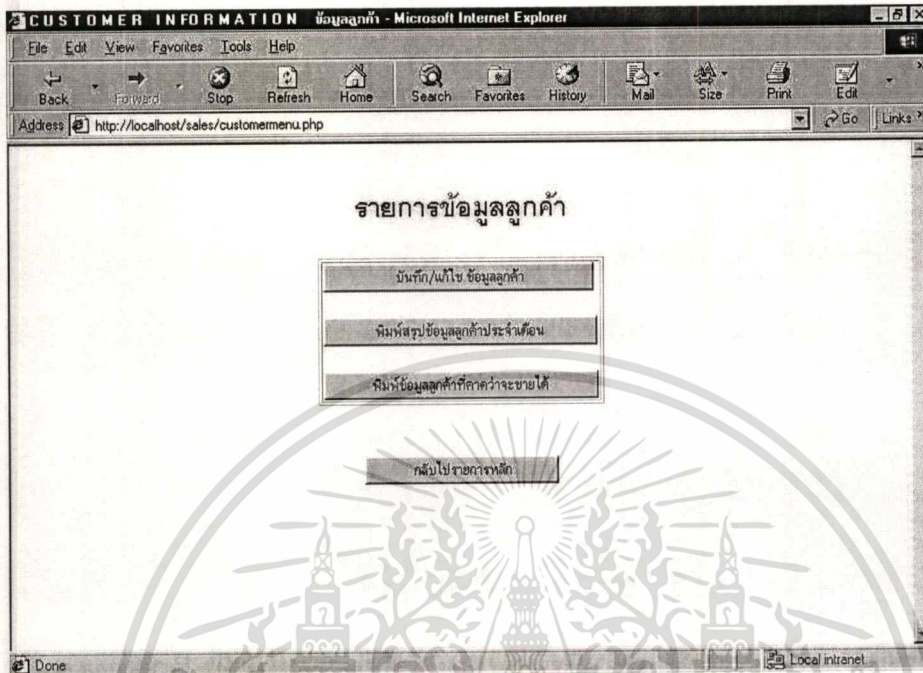 CUSTOMER INFORMATION ข้อมูลลูกค้า - Microsoft Internet Explorer
File Edit View Favorites Tools Help
Back Forward Stop Refresh Home Search Favorites History Mail Size Print Edit
Address http://localhost/sales/customermenu.php Go Links
รายการข้อมูลลูกค้า
บันทึก/แก้ไข ข้อมูลลูกค้า
พิมพ์สรุปข้อมูลลูกค้าประจำเดือน
พิมพ์ข้อมูลลูกค้าที่คาดว่าจะขายได้
กลับไปรายการหลัก
Done Local intranet